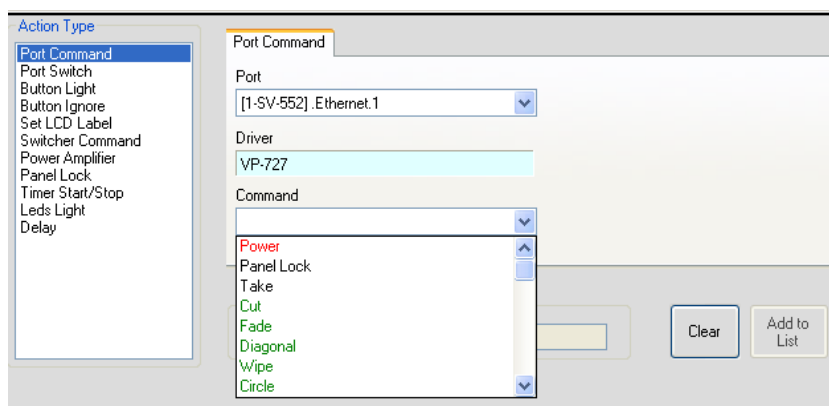 Action Type
Port Command
Port Switch
Button Light
Button Ignore
Set LCD Label
Switcher Command
Power Amplifier
Panel Lock
Timer Start/Stop
Leds Light
Delay
Port Command
Port
[1-SV-552] .Ethernet.1
Driver
VP-727
Command
Power
Panel Lock
Take
Cut
Fade
Diagonal
Wipe
Circle
Clear
Add to
List